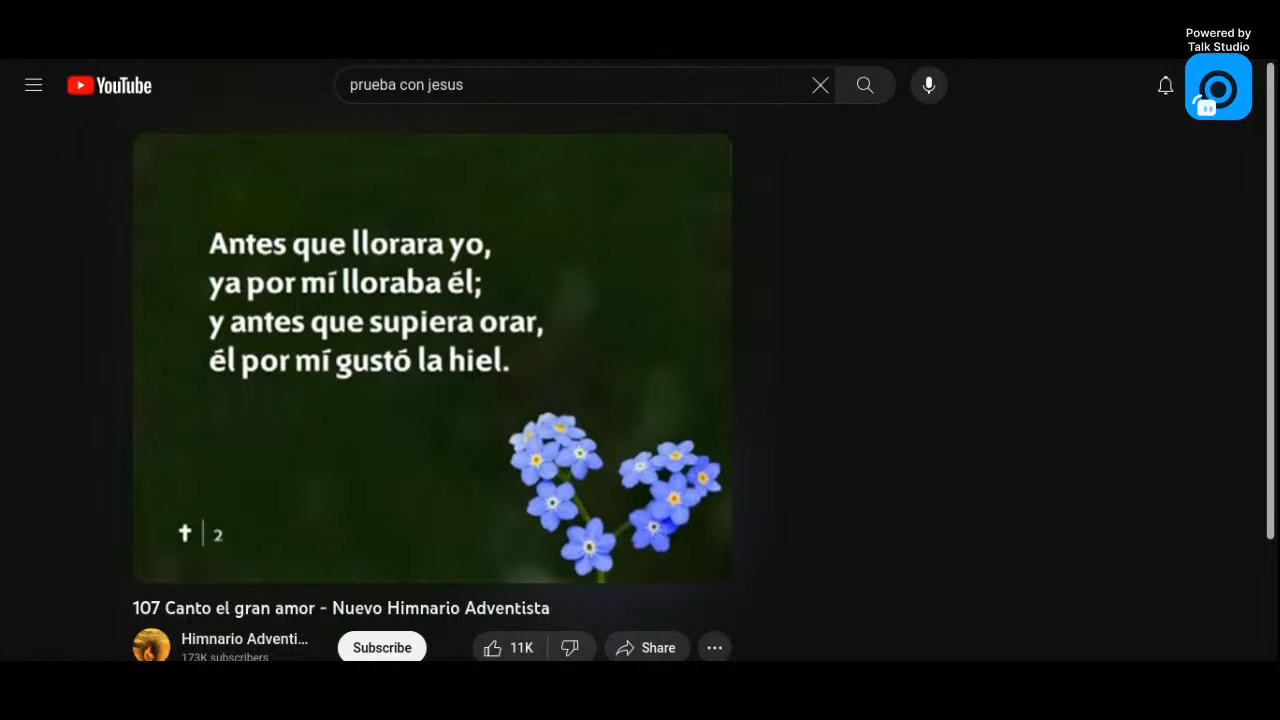 Powered by
Talk Studio
YouTube
prueba con jesus
Antes que llorara yo,
ya por mí lloraba él;
y antes que supiera orar,
él por mí gustó la hiel.
2
107 Canto el gran amor - Nuevo Himnario Adventista
Himnario Adventi...
Subscribe
11K
Share
173K subscribers